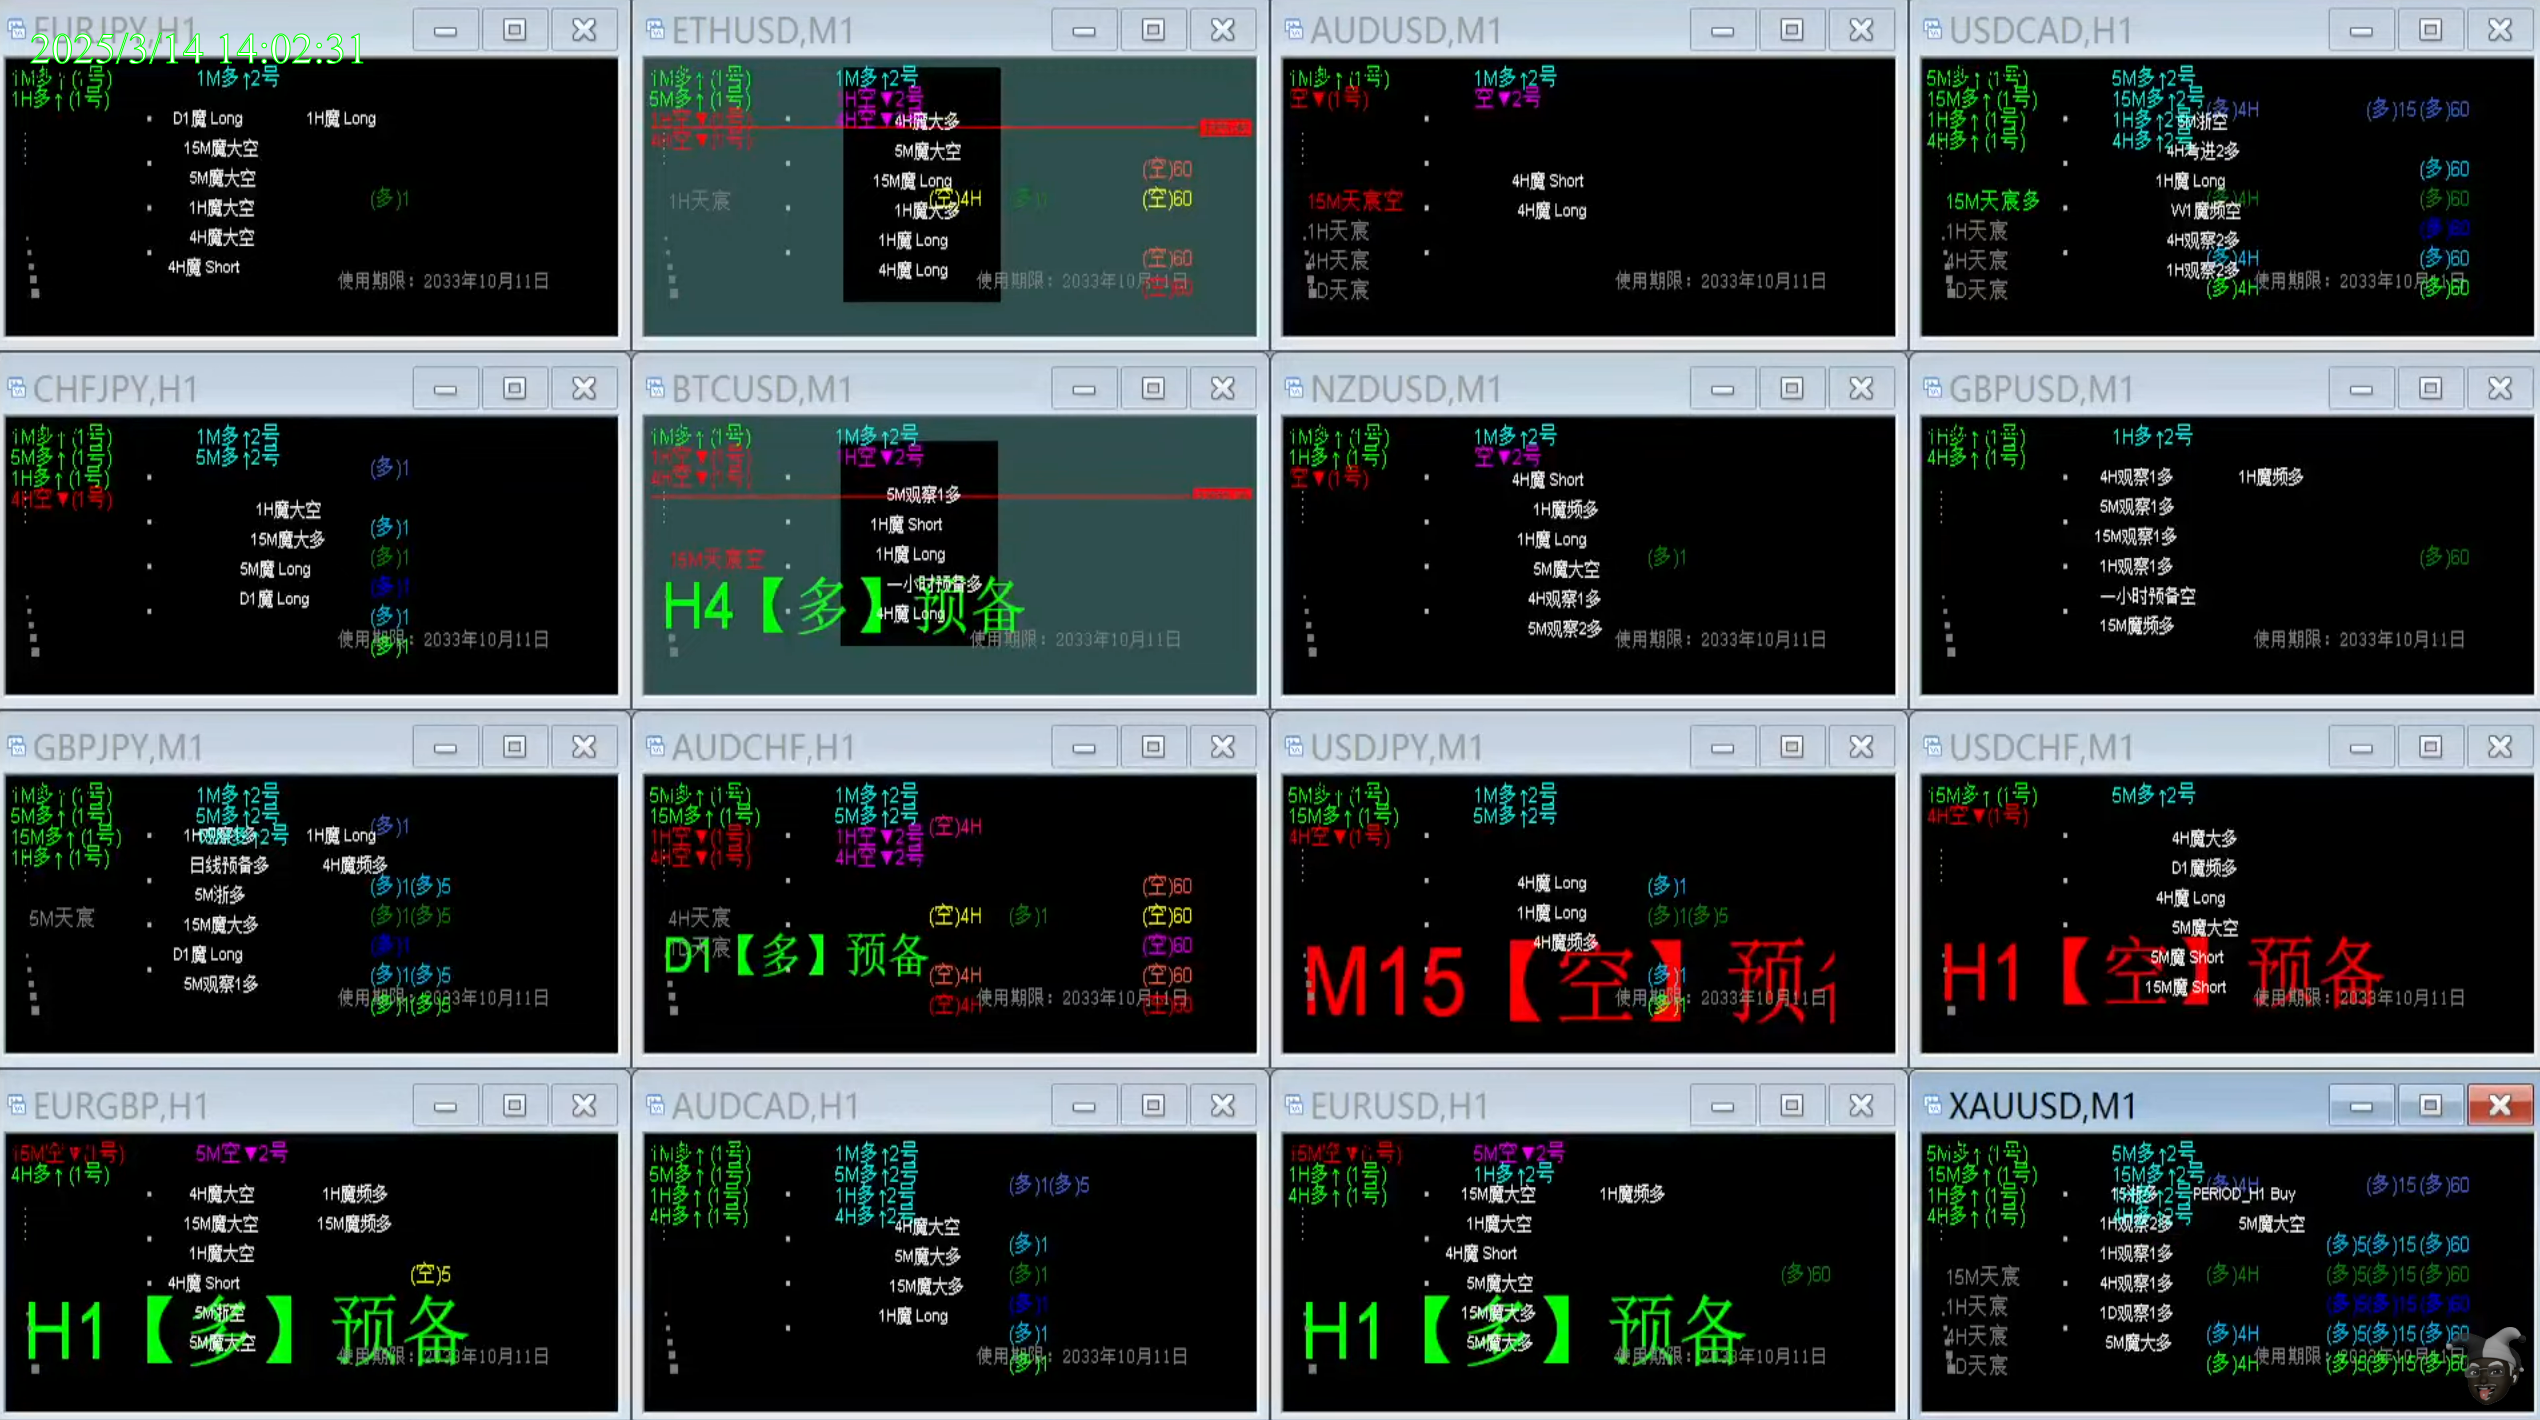 EURJPY,H1
2025/3/14 14:02:31
1M多↑(1号) 1M多↑2号
1H多↑(1号)
D1魔 Long 1H魔 Long
15M魔大空
5M魔大空
1H魔大空 (多)1
4H魔大空
4H魔 Short
使用期限：2033年10月11日
ETHUSD,M1
1M多↑(1号) 1M多↑2号
5M多↑(1号) 1H空▼2号
1H空▼(1号) 4H空▼2号
4H魔大多
4H空▼(1号)
5M魔大空
15M魔 Long (空)60
1H天宸 (空)4H (多)1 (空)60
1H魔大多
1H魔 Long
(空)60
4H魔 Long
使用期限：2033年10月11日
(空)60
AUDUSD,M1
1M多↑(1号) 1M多↑2号
空▼(1号) 空▼2号
4H魔 Short
15M天宸空 4H魔 Long
1H天宸
4H天宸
1D天宸
使用期限：2033年10月11日
USDCAD,H1
5M多↑(1号) 5M多↑2号
15M多↑(1号) 15M多↑2号 (多)4H (多)15(多)60
1H多↑(1号) 1H多↑2号 5M浙空
4H多↑(1号) 4H多↑2号
4H考进2多
1H魔 Long (多)60
15M天宸多 (多)4H (多)60
W1魔频空
1H天宸 (多)60
4H观察2多
4H天宸 (多)4H (多)60
1H观察2多
1D天宸 (多)4H (多)60
使用期限：2033年10月11日
CHFJPY,H1
1M多↑(1号) 1M多↑2号
5M多↑(1号) 5M多↑2号 (多)1
1H多↑(1号)
4H空▼(1号)
1H魔大空
15M魔大多 (多)1
5M魔 Long (多)1
D1魔 Long (多)1
(多)1
使用期限：2033年10月11日
(多)1
BTCUSD,M1
1M多↑(1号) 1M多↑2号
1H空▼(1号) 1H空▼2号
4H空▼(1号)
5M观察1多
1H魔 Short
15M天宸空 1H魔 Long
一小时预备多
H4【多】预备
4H魔 Long
使用期限：2033年10月11日
NZDUSD,M1
1M多↑(1号) 1M多↑2号
1H多↑(1号) 空▼2号
空▼(1号)
4H魔 Short
1H魔频多
1H魔 Long
5M魔大空 (多)1
4H观察1多
5M观察2多
使用期限：2033年10月11日
GBPUSD,M1
1H多↑(1号) 1H多↑2号
4H多↑(1号)
4H观察1多 1H魔频多
5M观察1多
15M观察1多
1H观察1多 (多)60
一小时预备空
15M魔频多
使用期限：2033年10月11日
GBPJPY,M1
1M多↑(1号) 1M多↑2号
5M多↑(1号) 5M多↑2号 (多)1
15M多↑(1号) 1H魔 Long
1H多↑(1号)
日线预备多 4H魔频多
5M浙多 (多)1(多)5
5M天宸 15M魔大多 (多)1(多)5
D1魔 Long (多)1
5M观察1多 (多)1(多)5
使用期限：2033年10月11日
(多)1(多)5
AUDCHF,H1
5M多↑(1号) 1M多↑2号
15M多↑(1号) 5M多↑2号 (空)4H
1H空▼(1号) 1H空▼2号
4H空▼(1号) 4H空▼2号
(空)60
4H天宸 (空)4H (多)1 (空)60
1D天宸 (空)60
D1【多】预备
(空)4H (空)60
(空)4H (空)60
使用期限：2033年10月11日
USDJPY,M1
5M多↑(1号) 1M多↑2号
15M多↑(1号) 5M多↑2号
4H空▼(1号)
4H魔 Long (多)1
1H魔 Long (多)1(多)5
4H魔频多
M15【空】预
(多)1
使用期限：2033年10月11日
(多)1
USDCHF,M1
15M多↑(1号) 5M多↑2号
4H空▼(1号)
4H魔大多
D1魔频多
4H魔 Long
5M魔大空
5M魔 Short
H1【空】预备
15M魔 Short
使用期限：2033年10月11日
EURGBP,H1
15M空▼(1号) 5M空▼2号
4H多↑(1号)
4H魔大空 1H魔频多
15M魔大空 15M魔频多
1H魔大空
4H魔 Short (空)5
5M浙空
H1【多】预备
5M魔大空
使用期限：2033年10月11日
AUDCAD,H1
1M多↑(1号) 1M多↑2号
5M多↑(1号) 5M多↑2号 (多)1(多)5
1H多↑(1号) 1H多↑2号
4H多↑(1号) 4H多↑2号
4H魔大空
5M魔大多 (多)1
15M魔大多 (多)1
1H魔 Long (多)1
(多)1
使用期限：2033年10月11日
(多)1
EURUSD,H1
15M空▼(1号) 5M空▼2号
1H多↑(1号) 1H多↑2号
4H多↑(1号) 15M魔大空 1H魔频多
1H魔大空
4H魔 Short
5M魔大空 (多)60
15M魔大多
H1【多】预备
5M魔大多
使用期限：2033年10月11日
XAUUSD,M1
5M多↑(1号) 5M多↑2号
15M多↑(1号) 15M多↑2号 (多)4H (多)15(多)60
1H多↑(1号) PERIOD_H1 Buy
4H多↑(1号) 4H多↑2号
1H观察2多 5M魔大空
1H观察1多 (多)5(多)15(多)60
15M天宸 4H观察1多 (多)4H (多)5(多)15(多)60
1H天宸 1D观察1多 (多)5(多)15(多)60
4H天宸 5M魔大多 (多)4H (多)5(多)15(多)60
1D天宸 (多)4H (多)5(多)15(多)60
使用期限：2033年10月11日